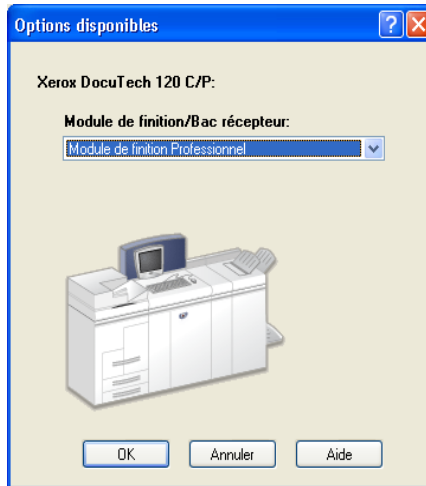 Options disponibles
Xerox DocuTech 120 C/P:
Module de finition/Bac récepteur:
Module de finition Professionnel
OK Annuler Aide